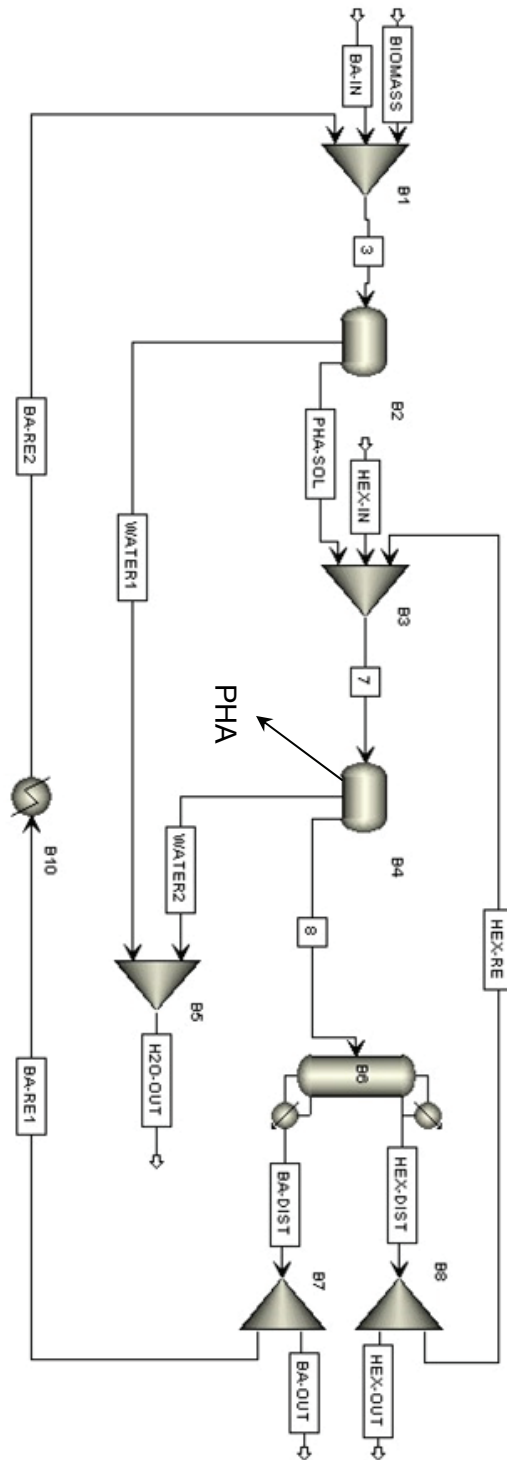 BIOMASS
BA-IN
B1
3
B2
PHA-SOL
HEX-IN
B3
7
PHA
B4
WATER1
WATER2
8
B5
H2O-OUT
B6
HEX-RE
HEX-DIST
B8
HEX-OUT
BA-DIST
B7
BA-OUT
BA-RE1
B10
BA-RE2